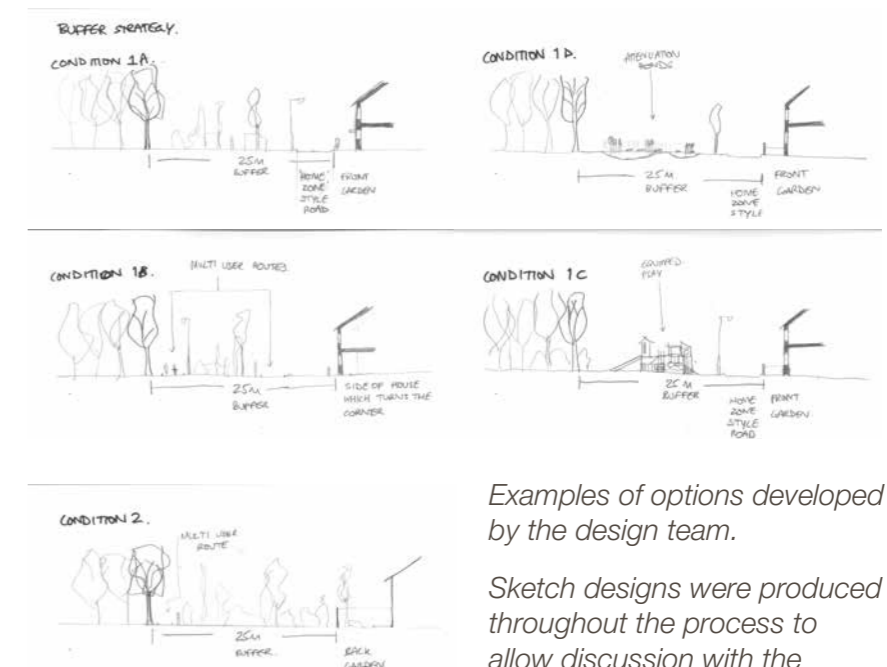 BUFFER STRATEGY.
CONDITION 1A.
25M
BUFFER
HOME
ZONE
STYLE
ROAD
FRONT
GARDEN
CONDITION 1D.
ATTENUATION
PONDS
25M
BUFFER
HOME
ZONE
STYLE
FRONT
GARDEN
CONDITION 1B.
MULTI USER ROUTES
25M
BUFFER
SIDE OF HOUSE
WHICH TURNS THE
CORNER
CONDITION 1C
EQUIPPED
PLAY
25 M
BUFFER
HOME
ZONE
STYLE
ROAD
FRONT
GARDEN
CONDITION 2.
MULTI USER
ROUTE
25M
BUFFER.
BACK
GARDEN
Examples of options developed
by the design team.
Sketch designs were produced
throughout the process to
allow discussion with the